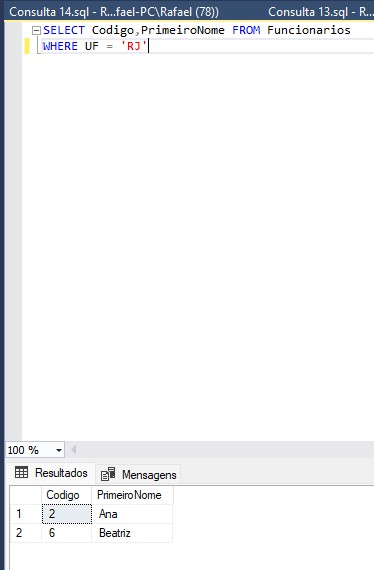 Consulta 14.sql - R...fael-PC\Rafael (78)) Consulta 13.sql - R...
SELECT Codigo,PrimeiroNome FROM Funcionarios
WHERE UF = 'RJ'
100 %
Resultados Mensagens
Codigo PrimeiroNome
1 2 Ana
2 6 Beatriz